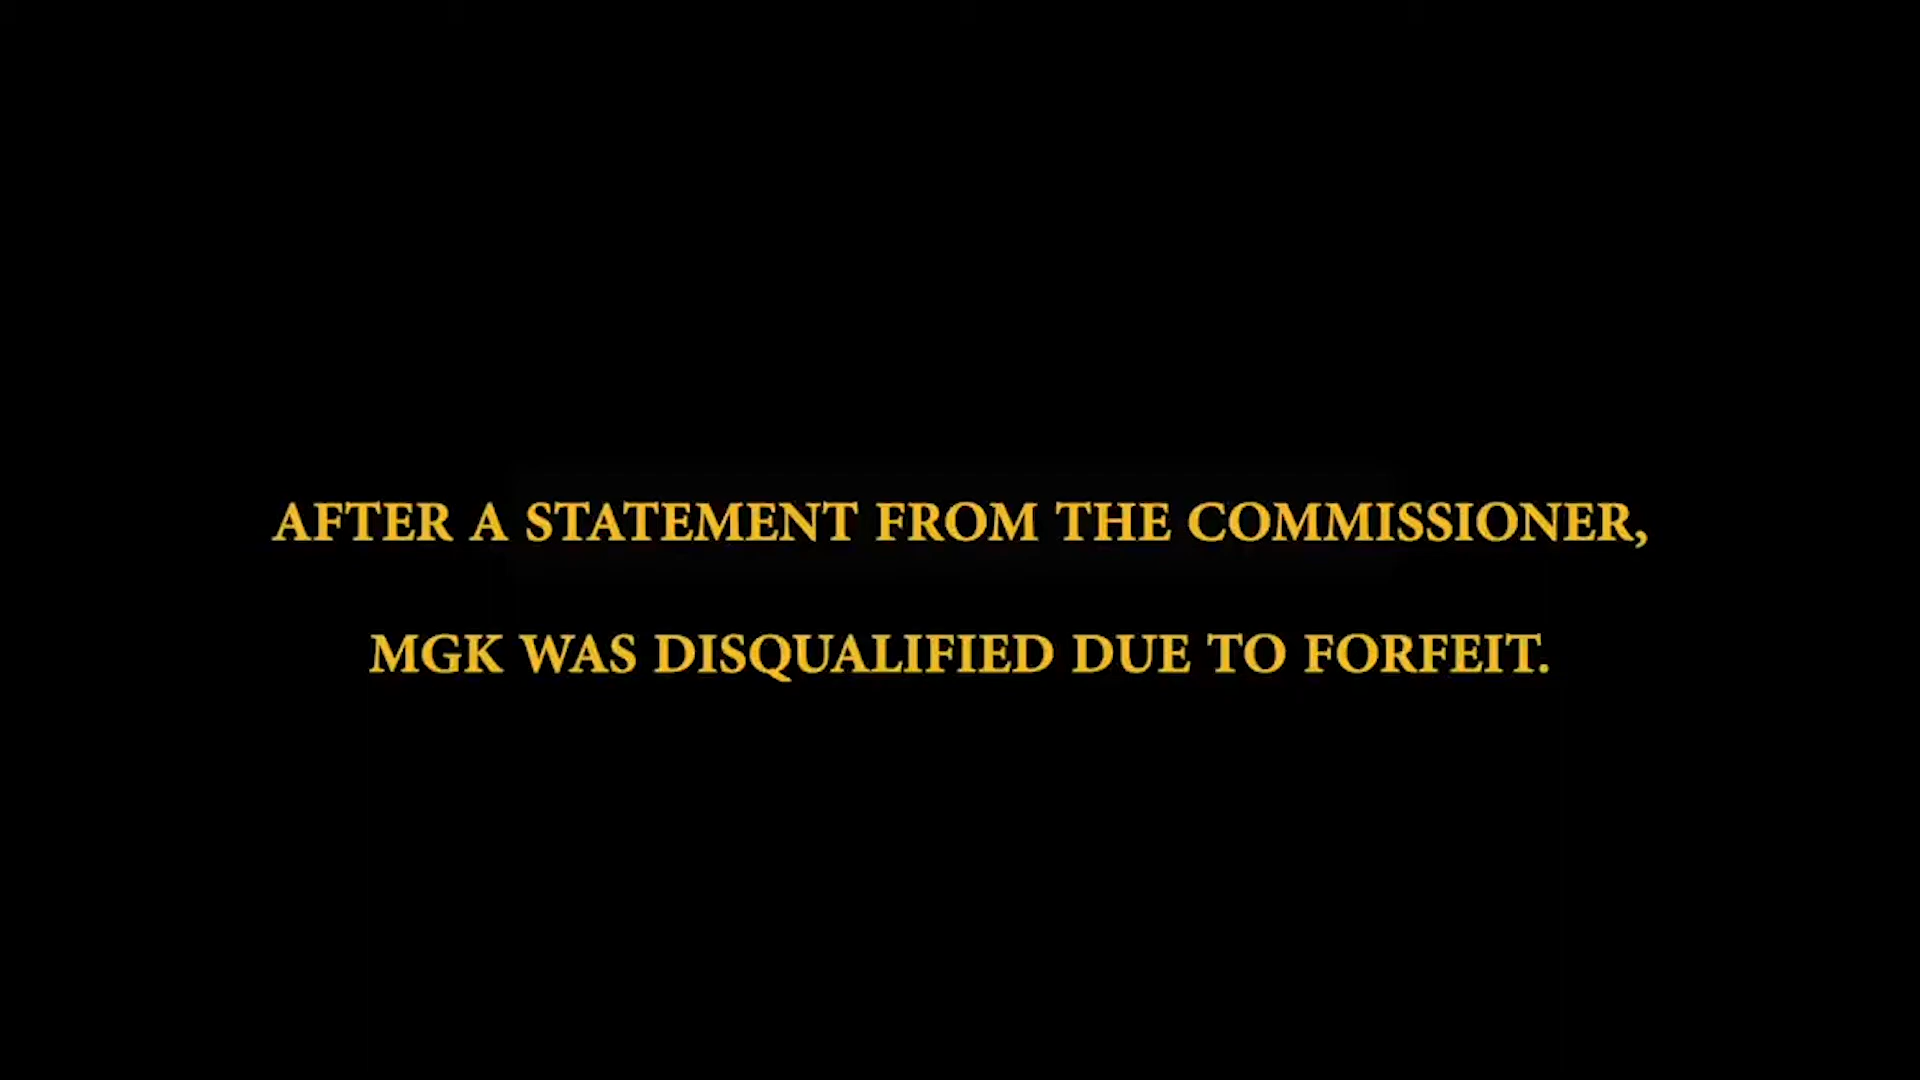 AFTER A STATEMENT FROM THE COMMISSIONER,
MGK WAS DISQUALIFIED DUE TO FORFEIT.